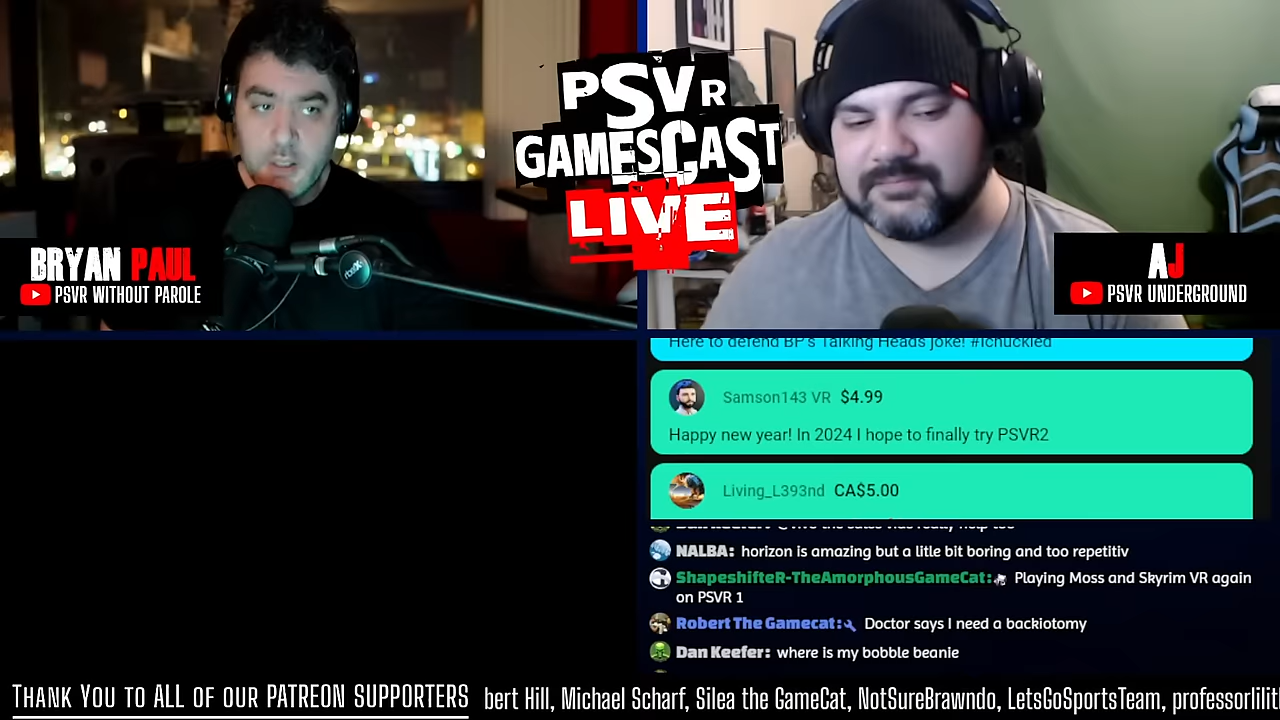 PSVR
GAMESCAST
LIVE
BRYAN PAUL
PSVR WITHOUT PAROLE
AJ
PSVR UNDERGROUND
Here to defend BP's Talking Heads joke! #Ichuckled
Samson143 VR $4.99
Happy new year! In 2024 I hope to finally try PSVR2
Living_L393nd CA$5.00
NALBA: horizon is amazing but a litle bit boring and too repetitiv
ShapeshifteR-TheAmorphousGameCat: Playing Moss and Skyrim VR again
on PSVR 1
Robert The Gamecat: Doctor says I need a backiotomy
Dan Keefer: where is my bobble beanie
THANK YOU TO ALL OF OUR PATREON SUPPORTERS
bert Hill, Michael Scharf, Silea the GameCat, NotSureBrawndo, LetsGoSportsTeam, professorlilit